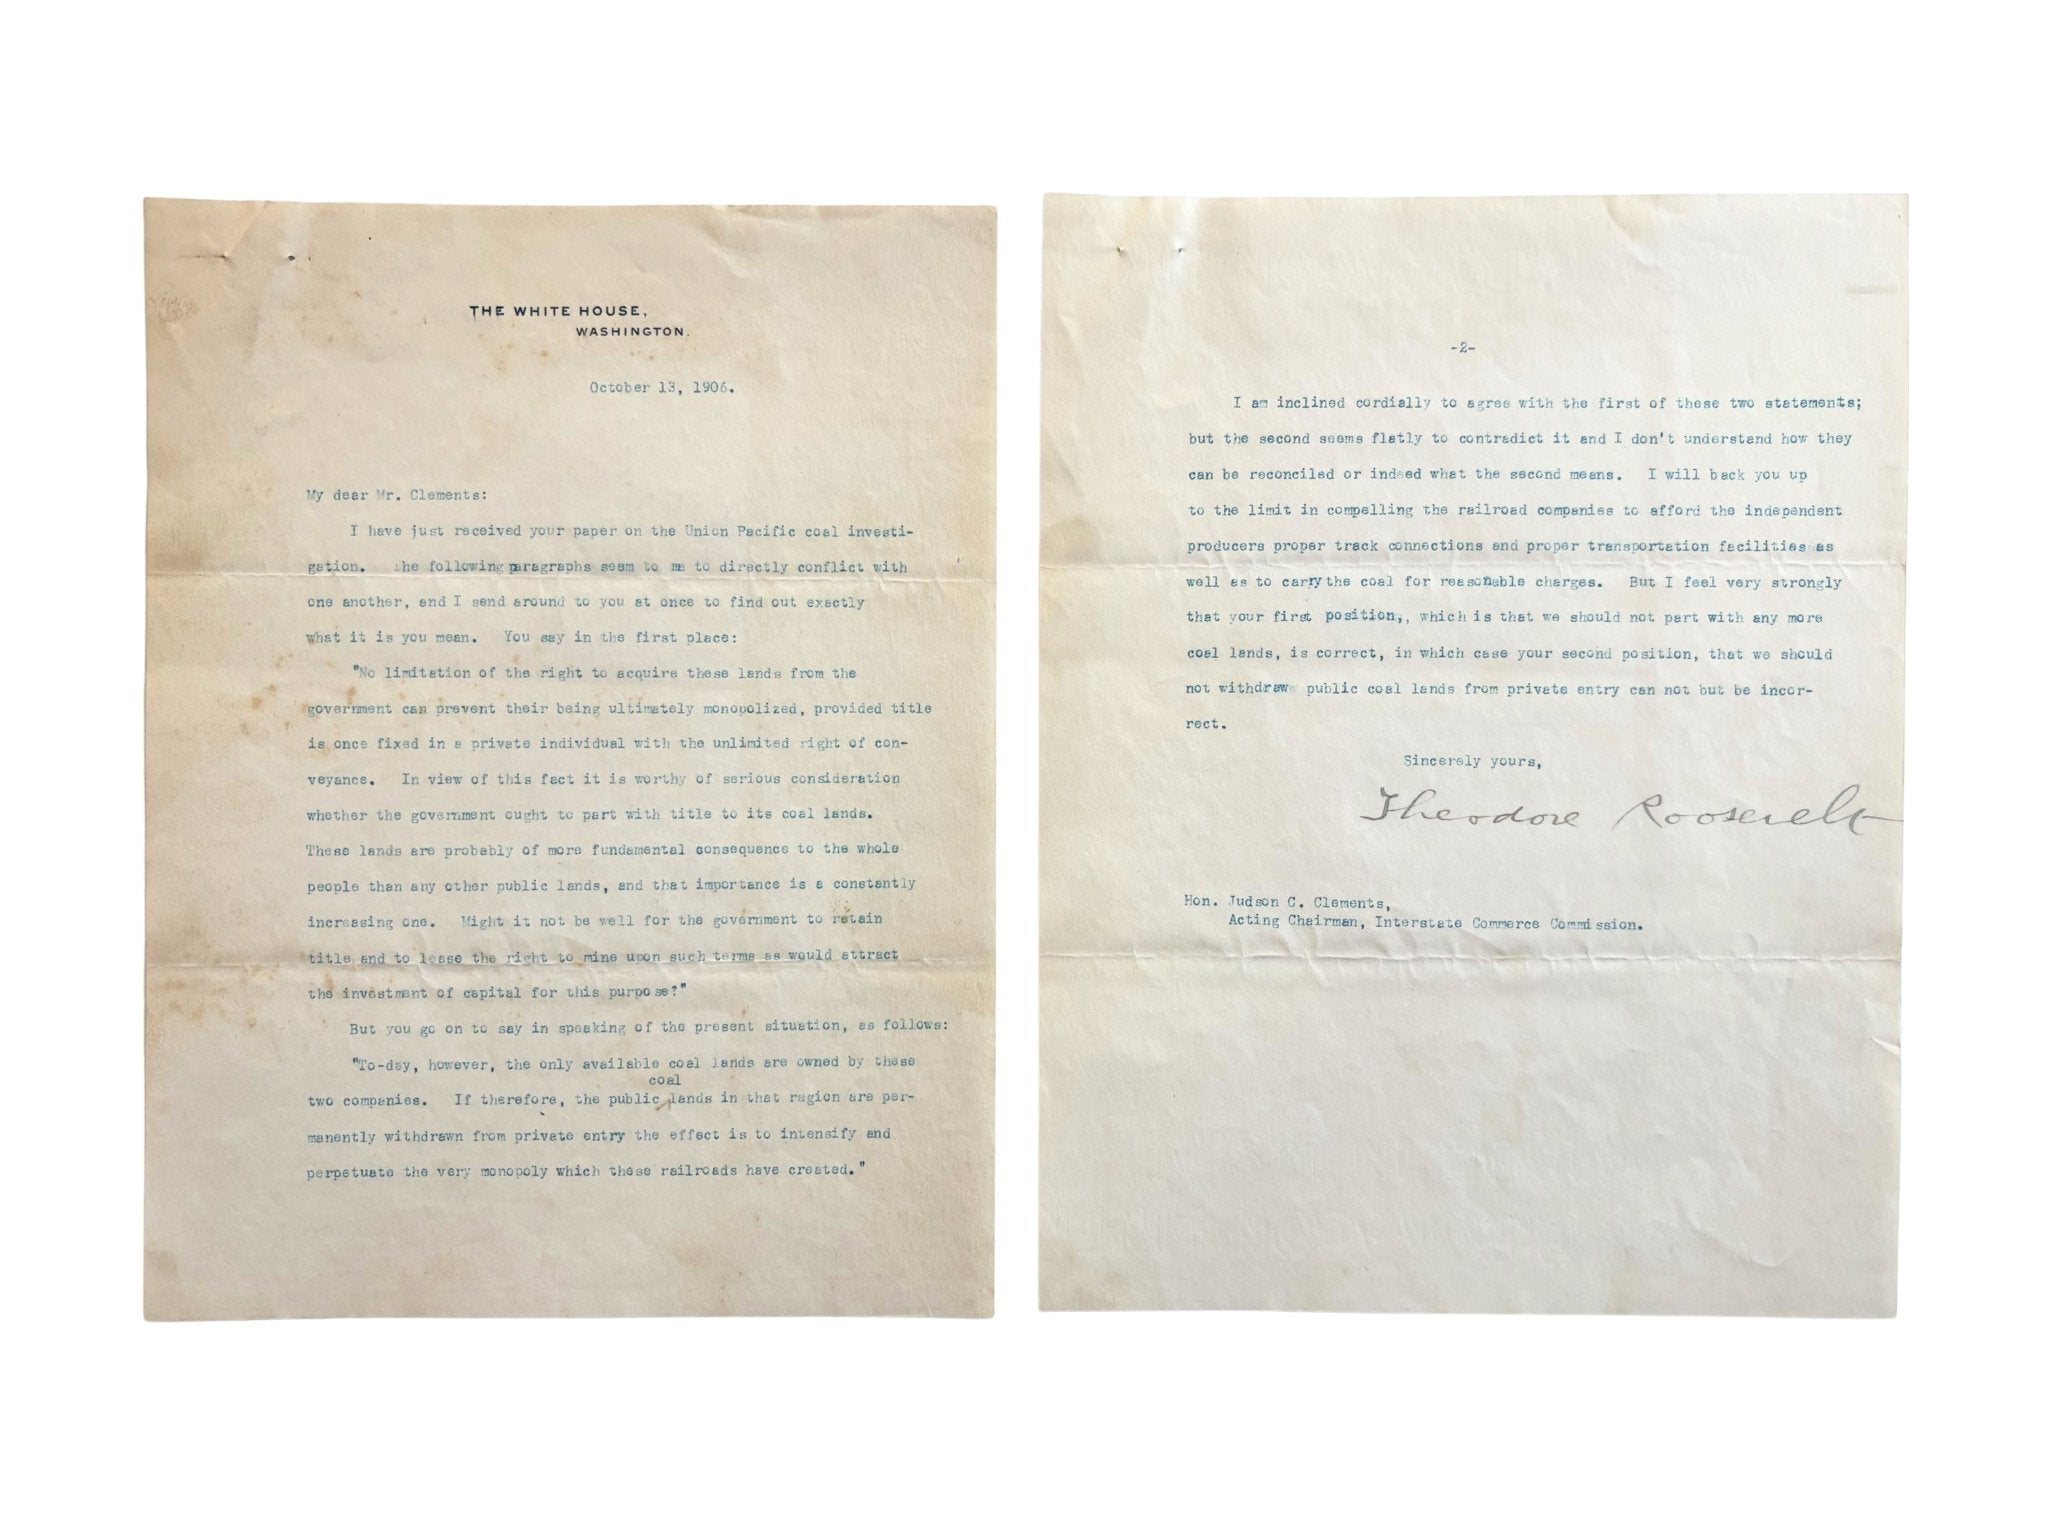 THE WHITE HOUSE,
WASHINGTON.
October 13, 1906.
My dear Mr. Clements:
I have just received your paper on the Union Pacific coal investi-
gation. The following paragraphs seem to me to directly conflict with
one another, and I send around to you at once to find out exactly
what it is you mean. You say in the first place:
"No limitation of the right to acquire these lands from the
government can prevent their being ultimately monopolized, provided title
is once fixed in a private individual with the unlimited right of con-
veyance. In view of this fact it is worthy of serious consideration
whether the government ought to part with title to its coal lands.
These lands are probably of more fundamental consequence to the whole
people than any other public lands, and that importance is a constantly
increasing one. Might it not be well for the government to retain
title and to lease the right to mine upon such terms as would attract
the investment of capital for this purpose?"
But you go on to say in speaking of the present situation, as follows:
"To-day, however, the only available coal lands are owned by these
coal
two companies. If therefore, the public lands in that region are per-
manently withdrawn from private entry the effect is to intensify and
perpetuate the very monopoly which these railroads have created."
-2-
I am inclined cordially to agree with the first of these two statements;
but the second seems flatly to contradict it and I don't understand how they
can be reconciled or indeed what the second means. I will back you up
to the limit in compelling the railroad companies to afford the independent
producers proper track connections and proper transportation facilities as
well as to carry the coal for reasonable charges. But I feel very strongly
that your first position,, which is that we should not part with any more
coal lands, is correct, in which case your second position, that we should
not withdraw public coal lands from private entry can not but be incor-
rect.
Sincerely yours,
Theodore Roosevelt
Hon. Judson C. Clements,
Acting Chairman, Interstate Commerce Commission.